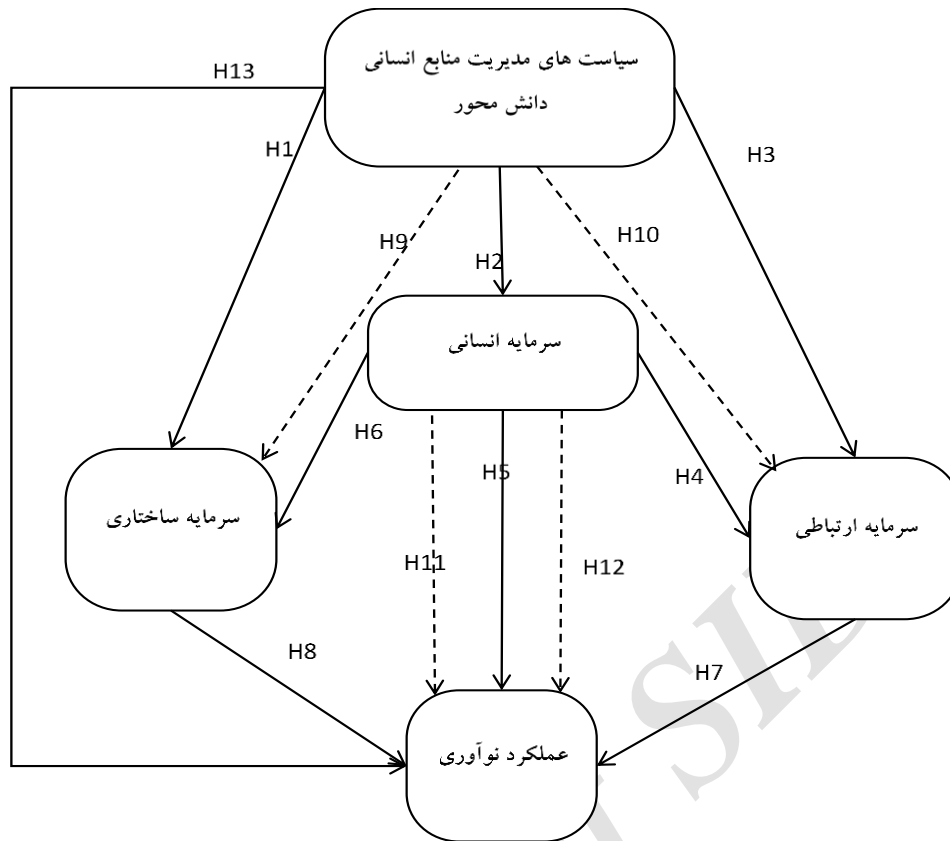 سیاست های مدیریت منابع انسانی
دانش محور
H13
H1
H3
H9
H10
H2
سرمایه انسانی
H6
H5
H4
سرمایه ساختاری
سرمایه ارتباطی
H11
H12
H8
H7
عملکرد نوآوری